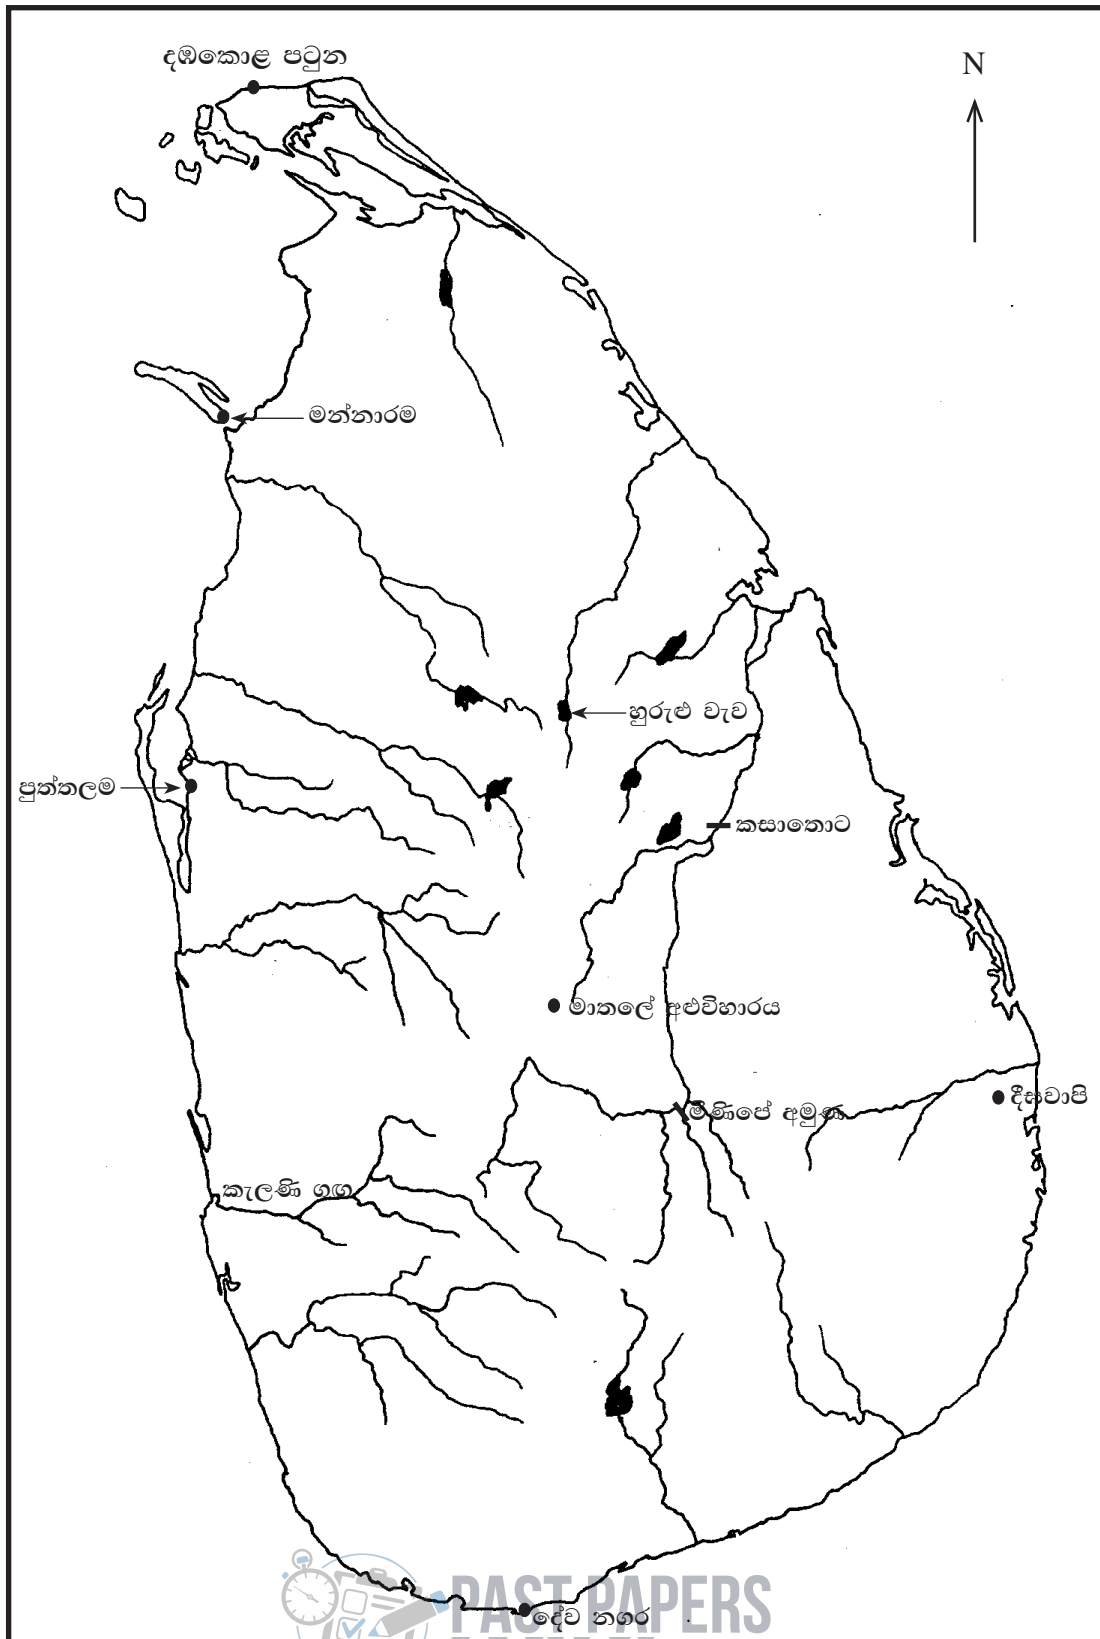 දඹකොළ පටුන
N
මන්නාරම
හුරුළු වැව
පුත්තලම
කසාතොට
මාතලේ අළුවිහාරය
දීඝවාපි
මිණිපේ අමුණ
කැලණි ගඟ
PAST PAPERS
දේව නගර